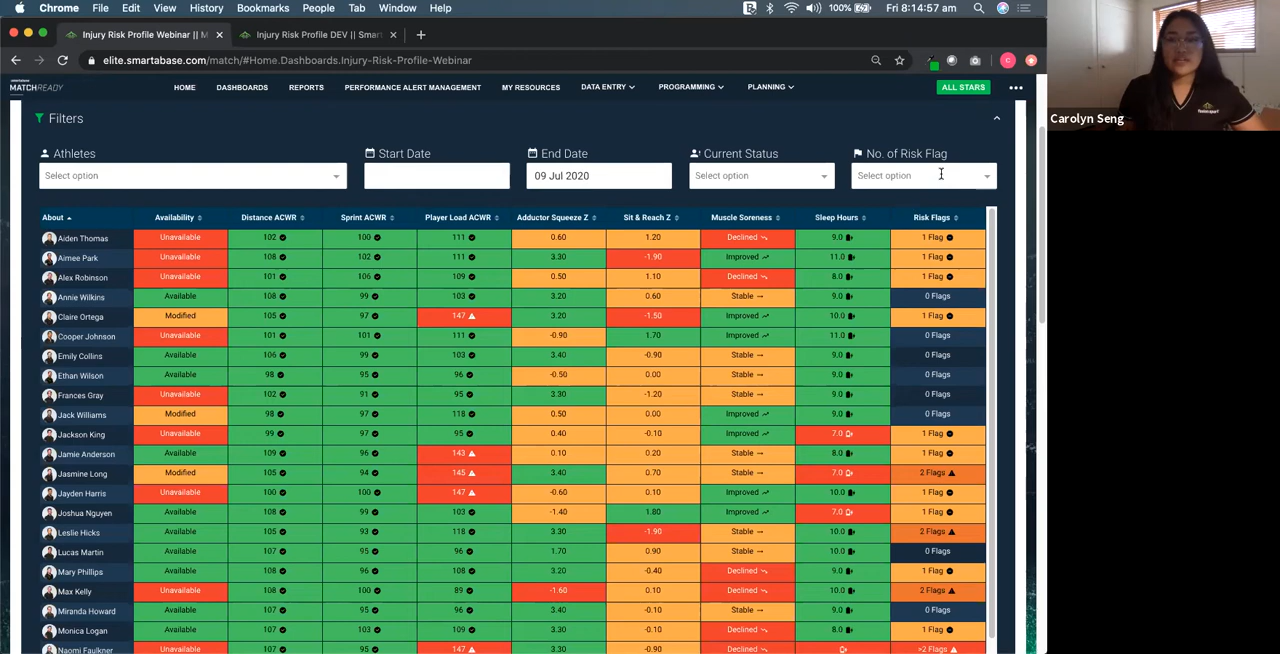 Chrome File Edit View History Bookmarks People Tab Window Help 100% Fri 8:14:57 am
Injury Risk Profile Webinar || M × Injury Risk Profile DEV || Smart × +
elite.smartabase.com/match/#Home.Dashboards.Injury-Risk-Profile-Webinar
smartabase
MATCHREADY HOME DASHBOARDS REPORTS PERFORMANCE ALERT MANAGEMENT MY RESOURCES DATA ENTRY PROGRAMMING PLANNING ALL STARS
Carolyn Seng
Filters
Athletes Start Date End Date Current Status No. of Risk Flag
Select option 09 Jul 2020 Select option Select option
About Availability Distance ACWR Sprint ACWR Player Load ACWR Adductor Squeeze Z Sit & Reach Z Muscle Soreness Sleep Hours Risk Flags
Aiden Thomas Unavailable 102 100 111 0.60 1.20 Declined 9.0 1 Flag
Aimee Park Unavailable 108 102 111 3.30 -1.90 Improved 11.0 1 Flag
Alex Robinson Unavailable 101 106 109 0.50 1.10 Declined 8.0 1 Flag
Annie Wilkins Available 108 99 103 3.20 0.60 Stable 9.0 0 Flags
Claire Ortega Modified 105 97 147 3.20 -1.50 Improved 10.0 1 Flag
Cooper Johnson Unavailable 101 101 111 -0.90 1.70 Improved 11.0 0 Flags
Emily Collins Available 106 99 103 3.40 -0.90 Stable 9.0 0 Flags
Ethan Wilson Available 98 95 96 -0.50 0.00 Stable 9.0 0 Flags
Frances Gray Unavailable 102 91 95 3.30 -1.20 Stable 9.0 0 Flags
Jack Williams Modified 98 97 118 0.50 0.00 Improved 9.0 0 Flags
Jackson King Unavailable 99 97 95 0.40 -0.10 Improved 7.0 1 Flag
Jamie Anderson Available 109 96 143 0.10 0.20 Stable 8.0 1 Flag
Jasmine Long Modified 105 94 145 3.40 0.70 Stable 7.0 2 Flags
Jayden Harris Unavailable 100 100 147 -0.60 0.10 Improved 10.0 1 Flag
Joshua Nguyen Available 108 99 103 -1.40 1.80 Improved 7.0 1 Flag
Leslie Hicks Available 105 93 118 3.30 -1.90 Stable 10.0 2 Flags
Lucas Martin Available 107 95 96 1.70 0.90 Stable 10.0 0 Flags
Mary Phillips Available 108 96 108 3.20 -0.40 Declined 9.0 1 Flag
Max Kelly Unavailable 108 100 89 -1.60 0.10 Declined 10.0 2 Flags
Miranda Howard Available 107 95 96 3.40 -0.10 Stable 9.0 0 Flags
Monica Logan Available 107 103 109 3.30 -0.10 Declined 8.0 1 Flag
Naomi Faulkner Unavailable 107 95 147 3.30 -0.90 Declined >2 Flags